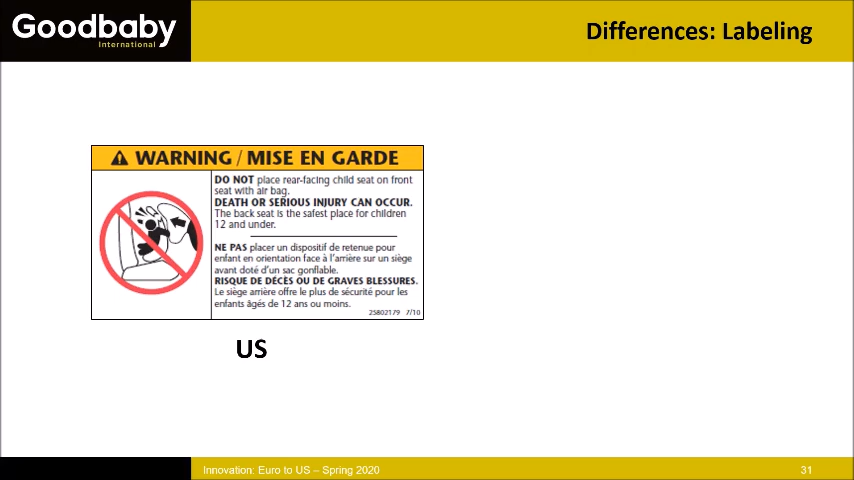 Goodbaby
International
Differences: Labeling
WARNING / MISE EN GARDE
DO NOT place rear-facing child seat on front
seat with air bag.
DEATH OR SERIOUS INJURY CAN OCCUR.
The back seat is the safest place for children
12 and under.
NE PAS placer un dispositif de retenue pour
enfant en orientation face à l'arrière sur un siège
avant doté d'un sac gonflable.
RISQUE DE DÉCÈS OU DE GRAVES BLESSURES.
Le siège arrière offre le plus de sécurité pour les
enfants âgés de 12 ans ou moins.
25802179 7/10
US
Innovation: Euro to US – Spring 2020
31